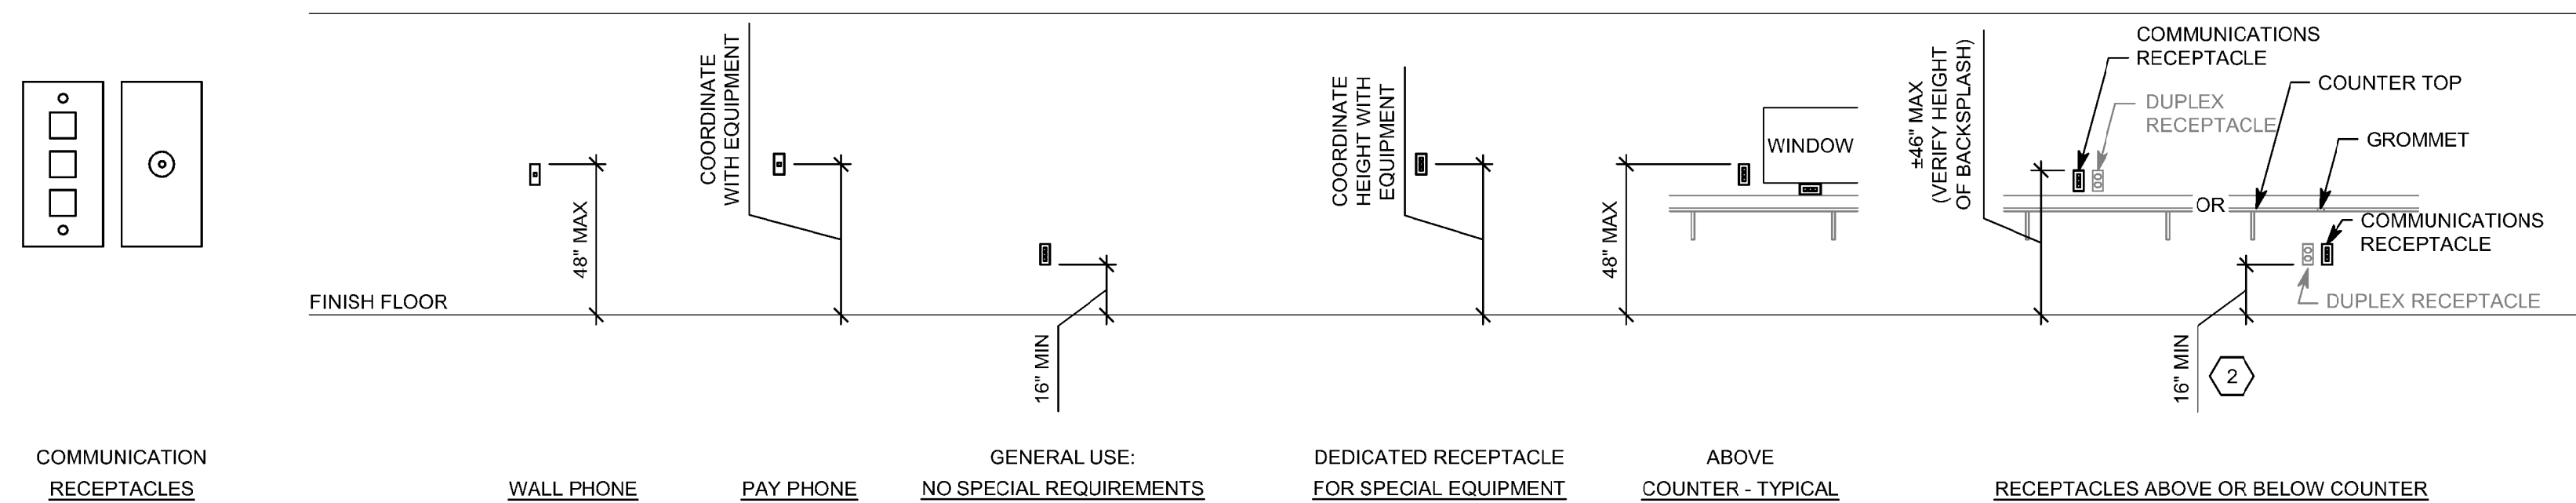 COORDINATE
WITH EQUIPMENT
COORDINATE
HEIGHT WITH
EQUIPMENT
±46" MAX
(VERIFY HEIGHT
OF BACKSPLASH)
COMMUNICATIONS
RECEPTACLE
DUPLEX
RECEPTACLE
COUNTER TOP
GROMMET
WINDOW
OR
COMMUNICATIONS
RECEPTACLE
DUPLEX RECEPTACLE
48" MAX
48" MAX
FINISH FLOOR
16" MIN
16" MIN
2
COMMUNICATION
RECEPTACLES
WALL PHONE
PAY PHONE
GENERAL USE:
NO SPECIAL REQUIREMENTS
DEDICATED RECEPTACLE
FOR SPECIAL EQUIPMENT
ABOVE
COUNTER - TYPICAL
RECEPTACLES ABOVE OR BELOW COUNTER